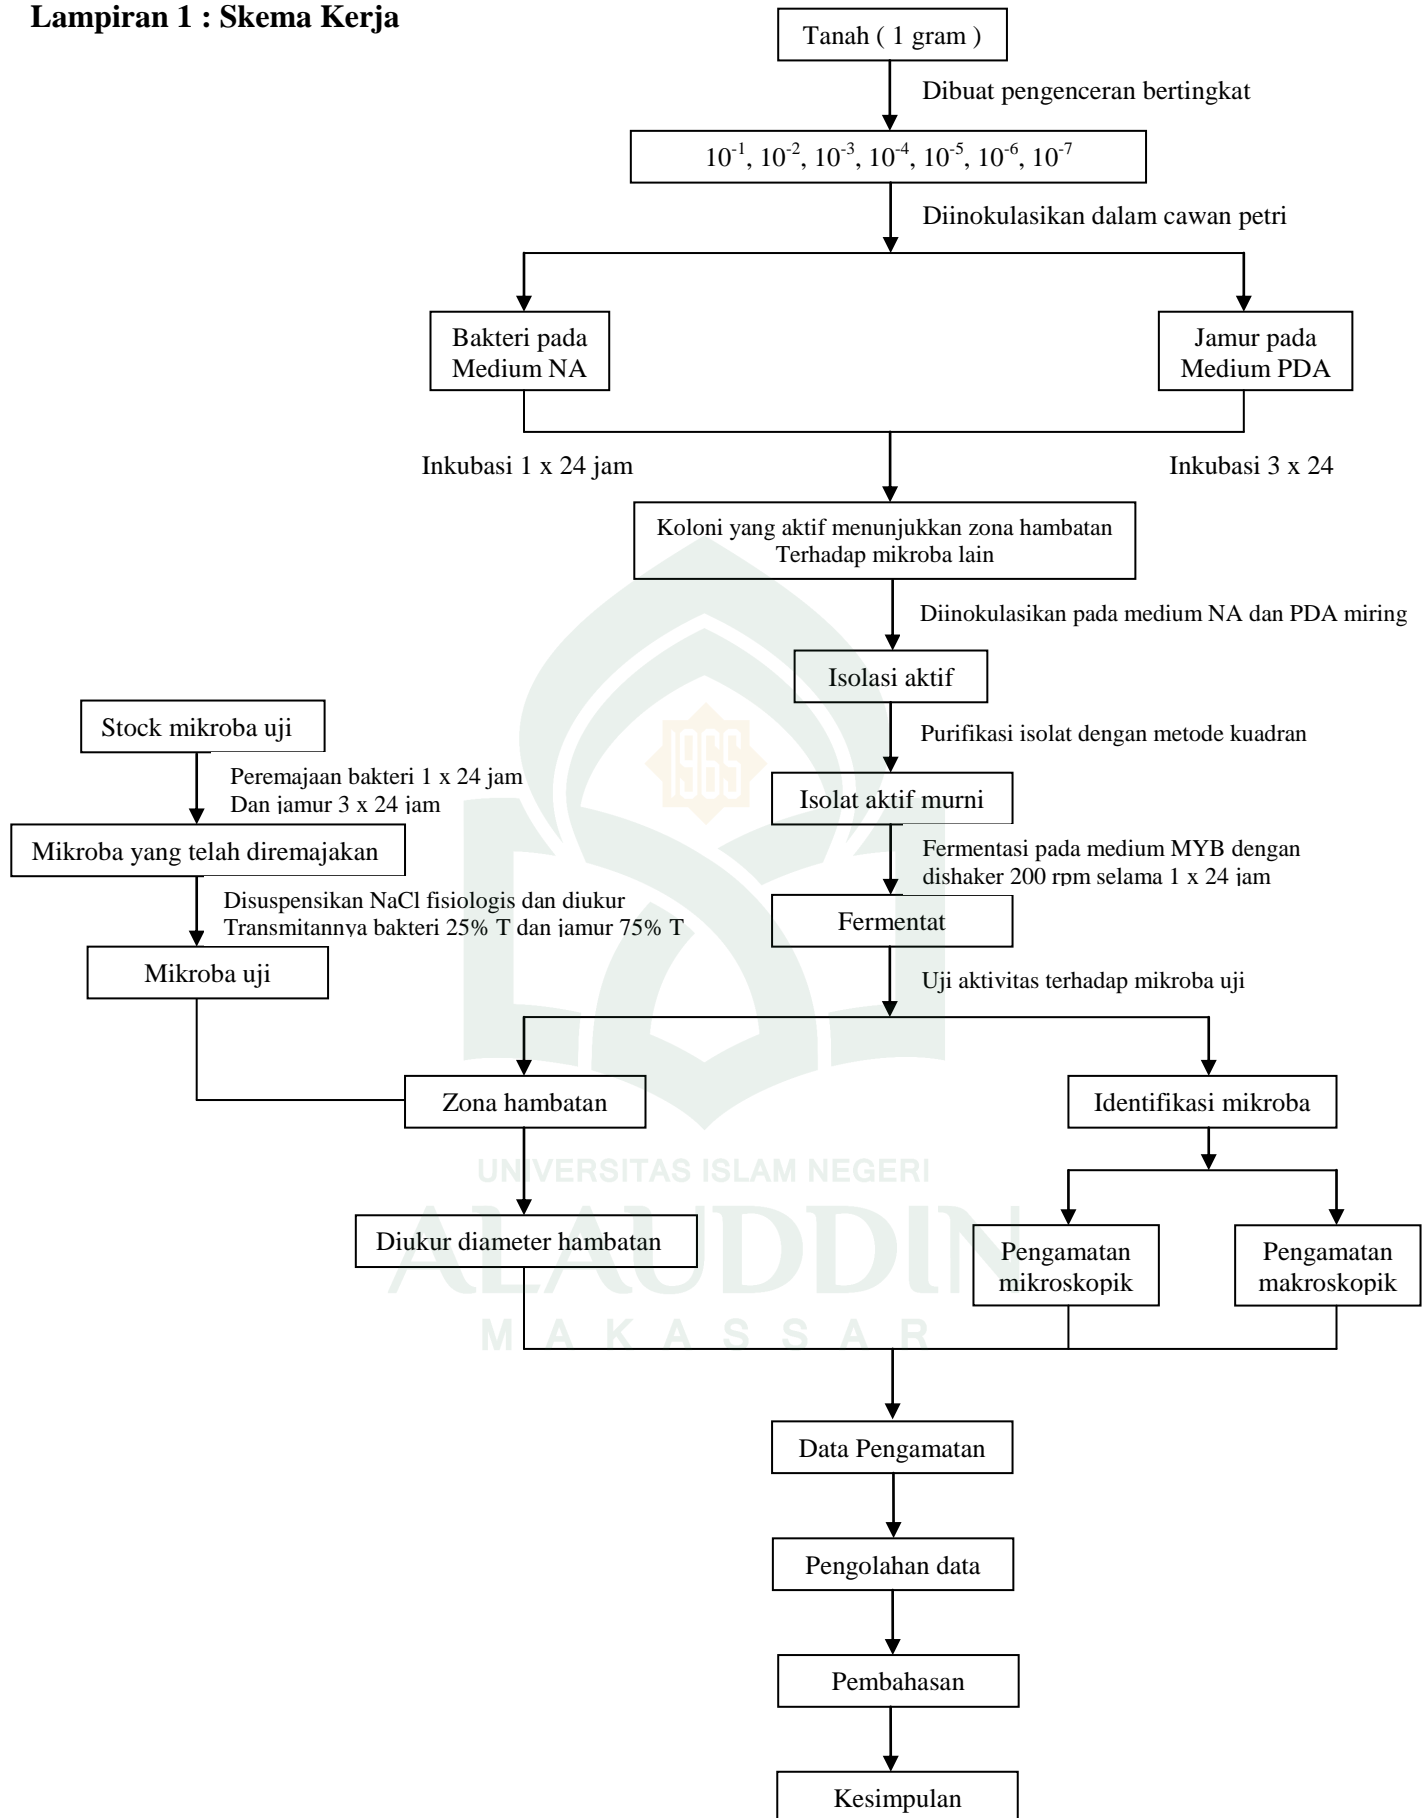 Lampiran 1 : Skema Kerja
Tanah ( 1 gram )
Dibuat pengenceran bertingkat
10⁻¹, 10⁻², 10⁻³, 10⁻⁴, 10⁻⁵, 10⁻⁶, 10⁻⁷
Diinokulasikan dalam cawan petri
Bakteri pada
Medium NA
Jamur pada
Medium PDA
Inkubasi 1 x 24 jam
Inkubasi 3 x 24
Koloni yang aktif menunjukkan zona hambatan
Terhadap mikroba lain
Diinokulasikan pada medium NA dan PDA miring
Isolasi aktif
Purifikasi isolat dengan metode kuadran
Isolat aktif murni
Fermentasi pada medium MYB dengan
dishaker 200 rpm selama 1 x 24 jam
Fermentat
Uji aktivitas terhadap mikroba uji
Stock mikroba uji
Peremajaan bakteri 1 x 24 jam
Dan jamur 3 x 24 jam
Mikroba yang telah diremajakan
Disuspensikan NaCl fisiologis dan diukur
Transmitannya bakteri 25% T dan jamur 75% T
Mikroba uji
Zona hambatan
Identifikasi mikroba
Diukur diameter hambatan
Pengamatan
mikroskopik
Pengamatan
makroskopik
Data Pengamatan
Pengolahan data
Pembahasan
Kesimpulan
1965
UNIVERSITAS ISLAM NEGERI
ALAUDDIN
MAKASSAR